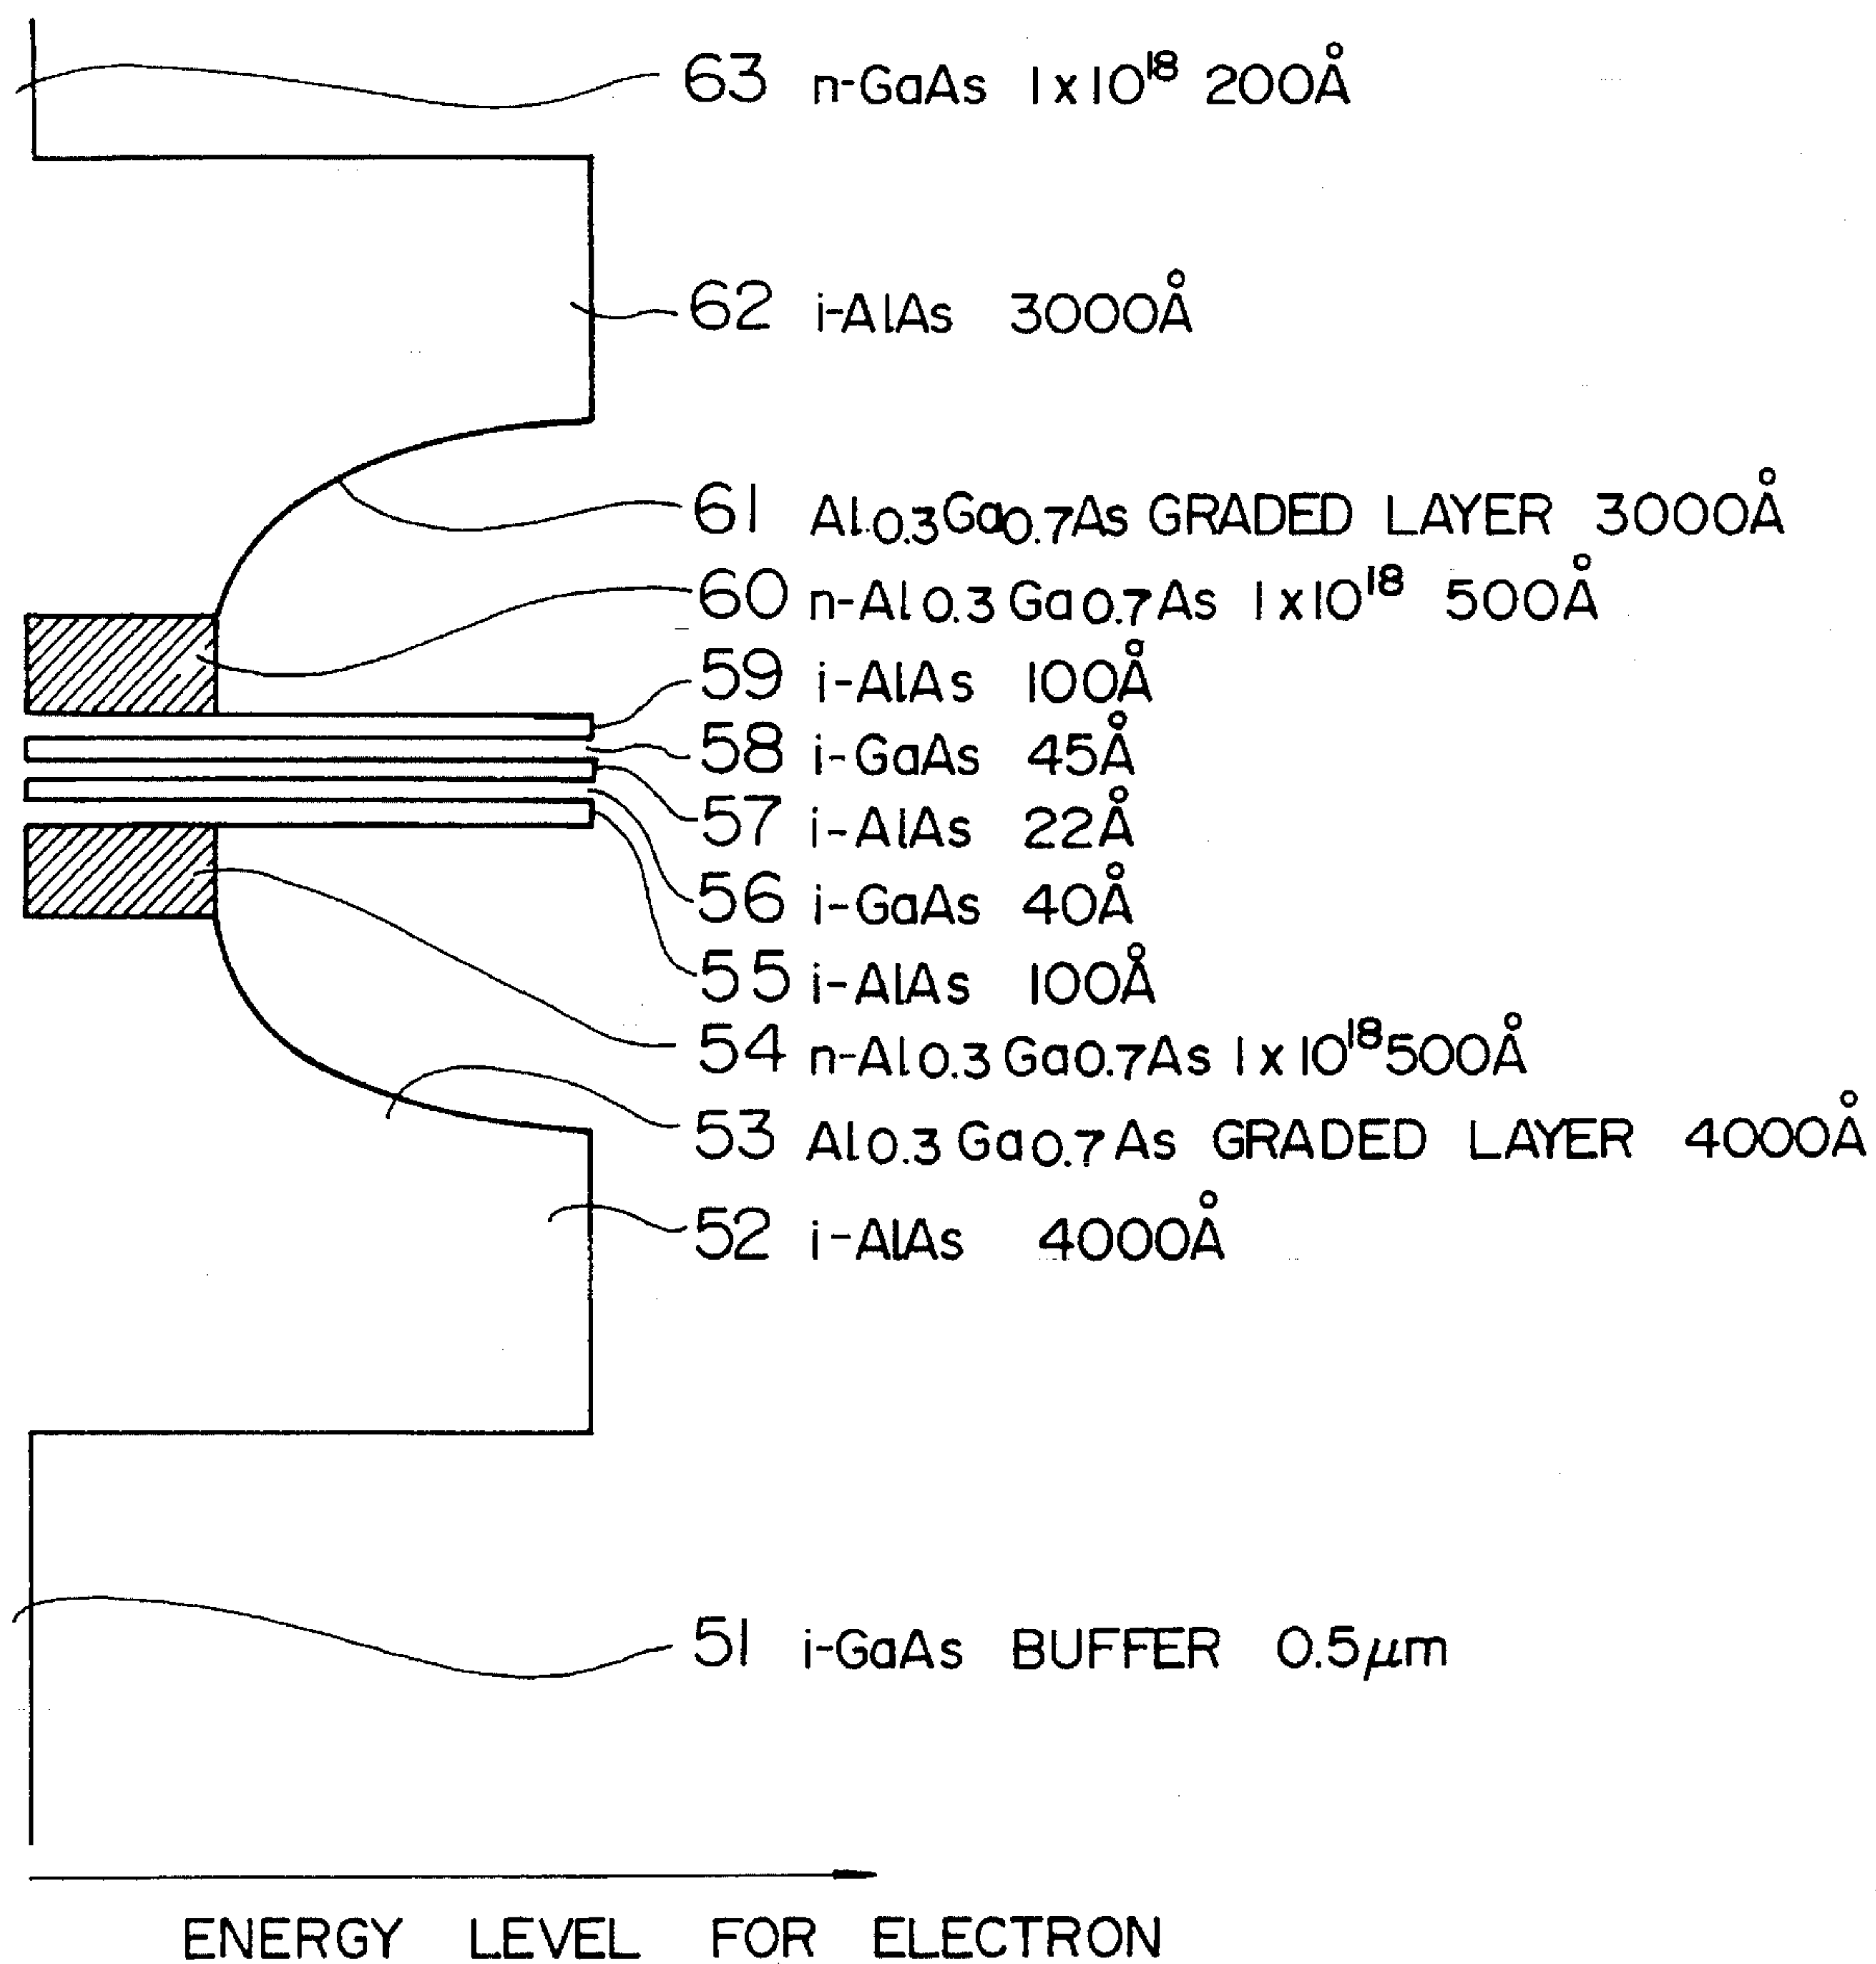 63 n-GaAs 1x10¹⁸ 200Å
62 i-AlAs 3000Å
61 Al0.3Ga0.7As GRADED LAYER 3000Å
60 n-Al0.3Ga0.7As 1x10¹⁸ 500Å
59 i-AlAs 100Å
58 i-GaAs 45Å
57 i-AlAs 22Å
56 i-GaAs 40Å
55 i-AlAs 100Å
54 n-Al0.3Ga0.7As 1x10¹⁸ 500Å
53 Al0.3Ga0.7As GRADED LAYER 4000Å
52 i-AlAs 4000Å
51 i-GaAs BUFFER 0.5μm
ENERGY LEVEL FOR ELECTRON